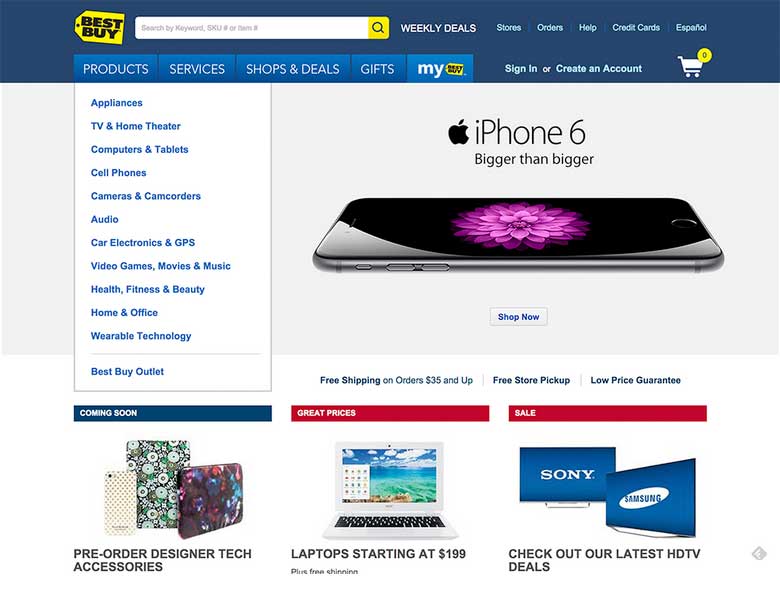 BEST BUY
Search by Keyword, SKU # or Item #
WEEKLY DEALS
Stores
Orders
Help
Credit Cards
Español
PRODUCTS
SERVICES
SHOPS & DEALS
GIFTS
my BEST BUY
Sign In or Create an Account
0
Appliances
TV & Home Theater
Computers & Tablets
Cell Phones
Cameras & Camcorders
Audio
Car Electronics & GPS
Video Games, Movies & Music
Health, Fitness & Beauty
Home & Office
Wearable Technology
Best Buy Outlet
iPhone 6
Bigger than bigger
Shop Now
Free Shipping on Orders $35 and Up
Free Store Pickup
Low Price Guarantee
COMING SOON
PRE-ORDER DESIGNER TECH
ACCESSORIES
GREAT PRICES
acer
LAPTOPS STARTING AT $199
Plus free shipping
SALE
SONY
SAMSUNG
CHECK OUT OUR LATEST HDTV
DEALS